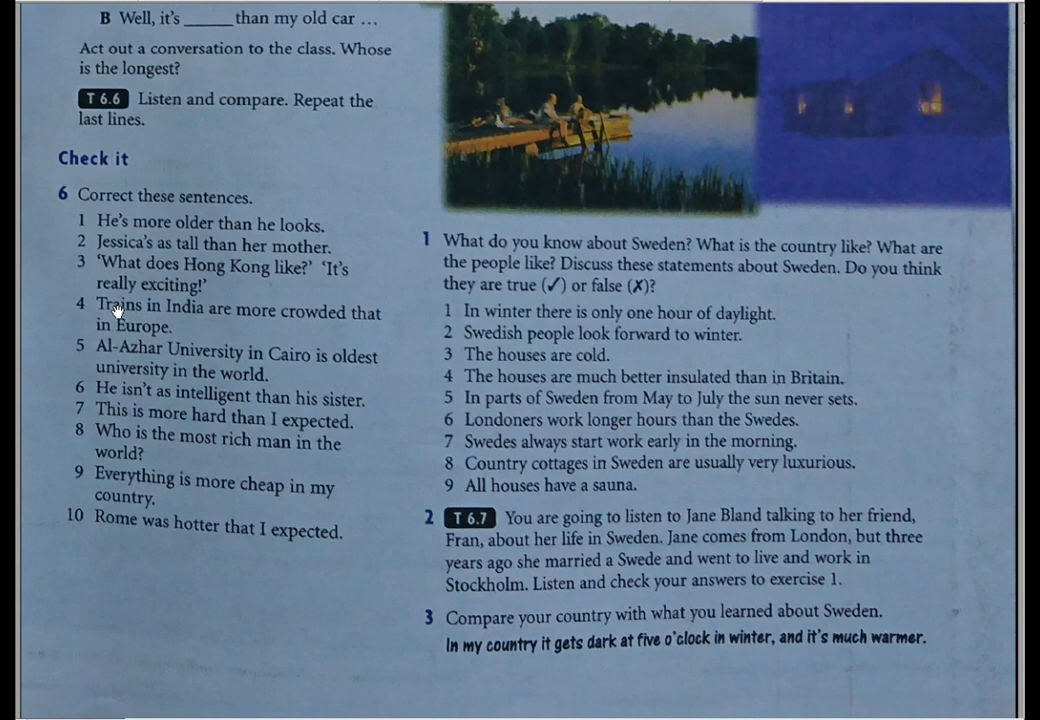 B Well, it's _____ than my old car ...
Act out a conversation to the class. Whose
is the longest?
T 6.6 Listen and compare. Repeat the
last lines.
Check it
6 Correct these sentences.
1 He's more older than he looks.
2 Jessica's as tall than her mother.
3 'What does Hong Kong like?' 'It's
really exciting!'
4 Trains in India are more crowded that
in Europe.
5 Al-Azhar University in Cairo is oldest
university in the world.
6 He isn't as intelligent than his sister.
7 This is more hard than I expected.
8 Who is the most rich man in the
world?
9 Everything is more cheap in my
country.
10 Rome was hotter that I expected.
1 What do you know about Sweden? What is the country like? What are
the people like? Discuss these statements about Sweden. Do you think
they are true (✓) or false (✗)?
1 In winter there is only one hour of daylight.
2 Swedish people look forward to winter.
3 The houses are cold.
4 The houses are much better insulated than in Britain.
5 In parts of Sweden from May to July the sun never sets.
6 Londoners work longer hours than the Swedes.
7 Swedes always start work early in the morning.
8 Country cottages in Sweden are usually very luxurious.
9 All houses have a sauna.
2 T 6.7 You are going to listen to Jane Bland talking to her friend,
Fran, about her life in Sweden. Jane comes from London, but three
years ago she married a Swede and went to live and work in
Stockholm. Listen and check your answers to exercise 1.
3 Compare your country with what you learned about Sweden.
In my country it gets dark at five o'clock in winter, and it's much warmer.